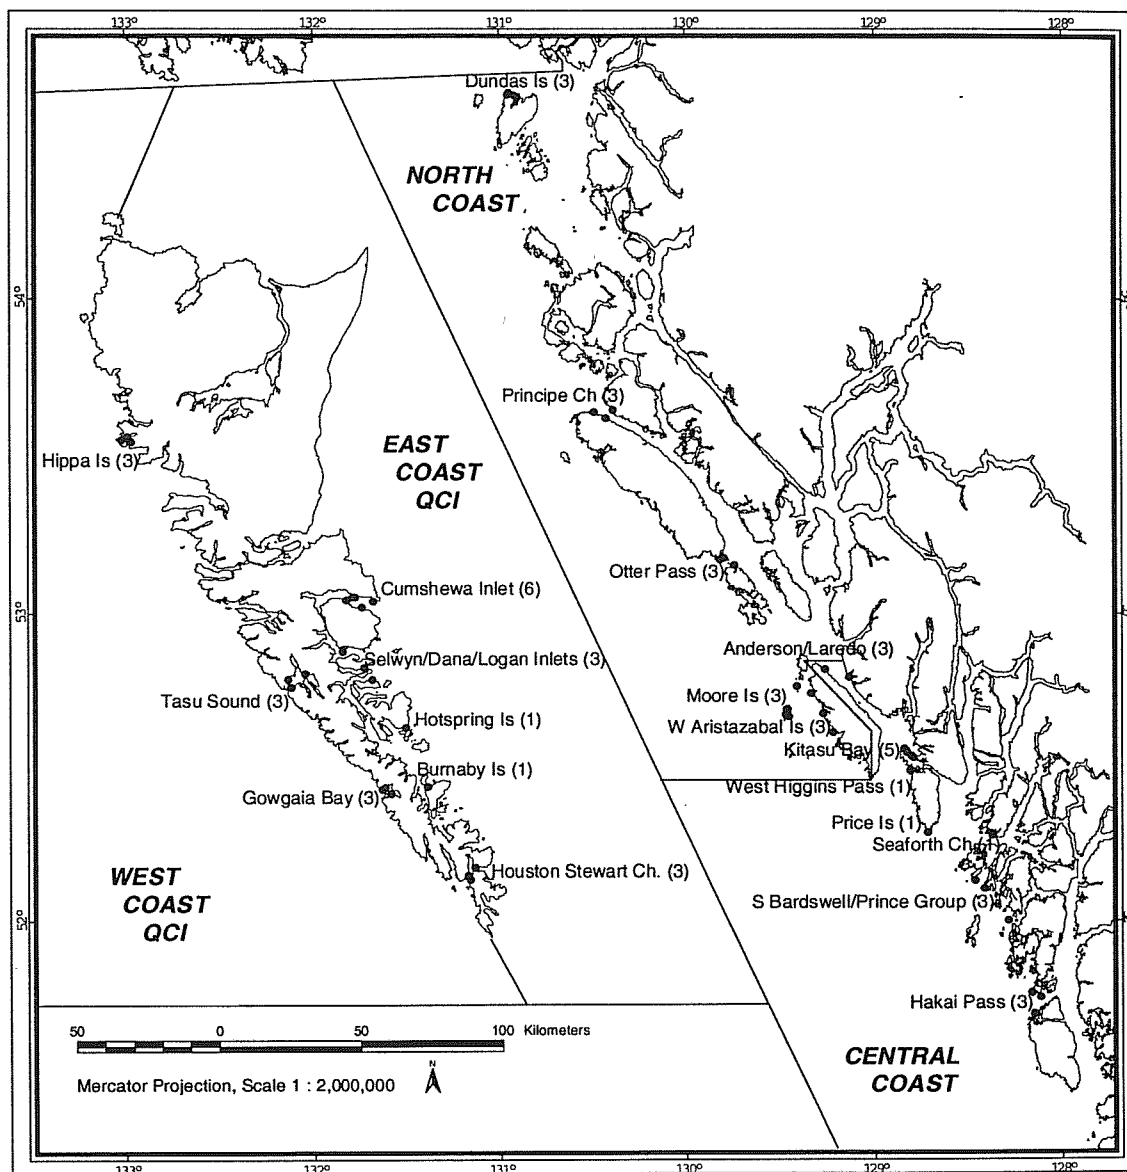 133°
132°
131°
130°
129°
128°
Dundas Is (3)
NORTH
COAST
54°
Principe Ch (3)
Hippa Is (3)
EAST
COAST
QCI
Otter Pass (3)
Cumshewa Inlet (6)
53°
Anderson/Laredo (3)
Selwyn/Dana/Logan Inlets (3)
Tasu Sound (3)
Moore Is (3)
Hotspring Is (1)
W Aristazabal Is (3)
Kitasu Bay (5)
Burnaby Is (1)
West Higgins Pass (1)
Gowgaia Bay (3)
Price Is (1)
Seaforth Ch (1)
Houston Stewart Ch. (3)
WEST
COAST
QCI
S Bardswell/Prince Group (3)
52°
Hakai Pass (3)
50 0 50 100 Kilometers
CENTRAL
COAST
N
Mercator Projection, Scale 1 : 2,000,000
133°
132°
131°
130°
129°
128°